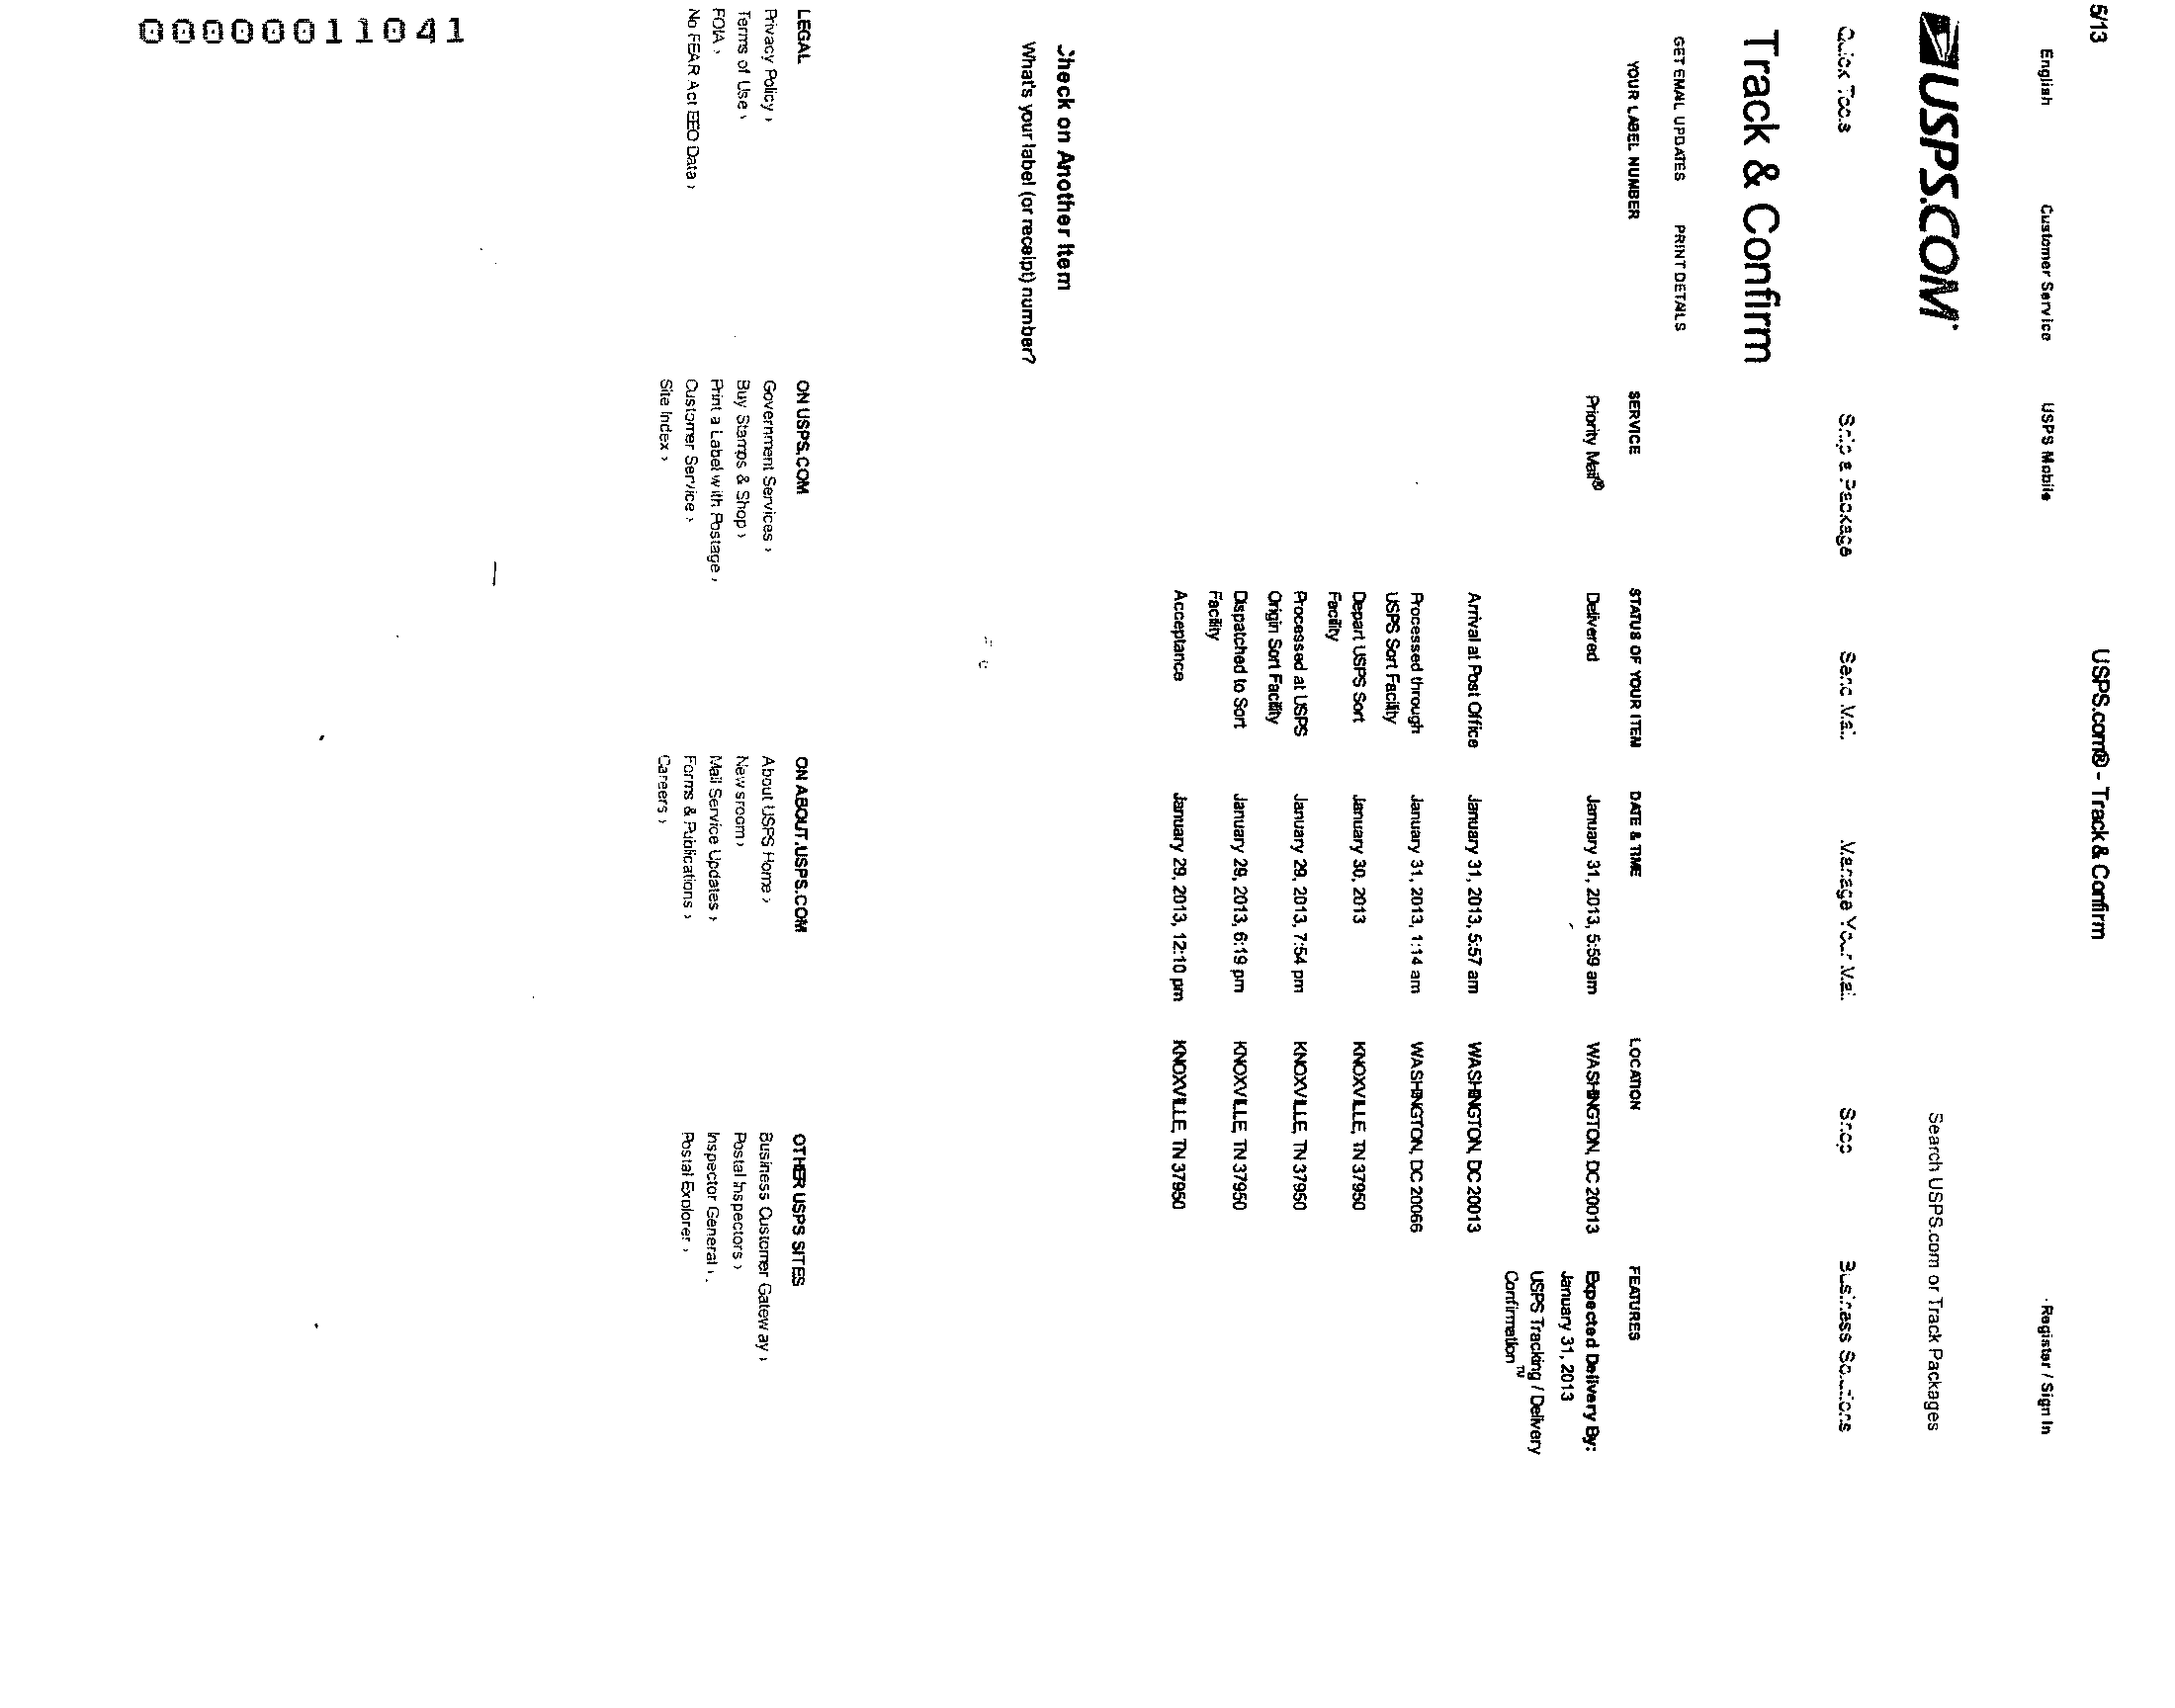 5/13
USPS.com® - Track & Confirm
English Customer Service USPS Mobile Register / Sign In
USPS.COM
Search USPS.com or Track Packages
Quick Tools Ship a Package Send Mail Manage Your Mail Shop Business Solutions
Track & Confirm
GET EMAIL UPDATES PRINT DETAILS
YOUR LABEL NUMBER SERVICE STATUS OF YOUR ITEM DATE & TIME LOCATION FEATURES
Priority Mail® Delivered January 31, 2013, 5:59 am WASHINGTON, DC 20013 Expected Delivery By:
January 31, 2013
USPS Tracking / Delivery
Confirmation™
Arrival at Post Office January 31, 2013, 5:57 am WASHINGTON, DC 20013
Processed through January 31, 2013, 1:14 am WASHINGTON, DC 20066
USPS Sort Facility
Depart USPS Sort January 30, 2013 KNOXVILLE, TN 37950
Facility
Processed at USPS January 29, 2013, 7:54 pm KNOXVILLE, TN 37950
Origin Sort Facility
Dispatched to Sort January 29, 2013, 6:19 pm KNOXVILLE, TN 37950
Facility
Acceptance January 29, 2013, 12:10 pm KNOXVILLE, TN 37950
Check on Another Item
What's your label (or receipt) number?
LEGAL ON USPS.COM ON ABOUT.USPS.COM OTHER USPS SITES
Privacy Policy › Government Services › About USPS Home › Business Customer Gateway ›
Terms of Use › Buy Stamps & Shop › Newsroom › Postal Inspectors ›
FOIA › Print a Label with Postage › Mail Service Updates › Inspector General ›
No FEAR Act EEO Data › Customer Service › Forms & Publications › Postal Explorer ›
Site Index › Careers ›
00000011041